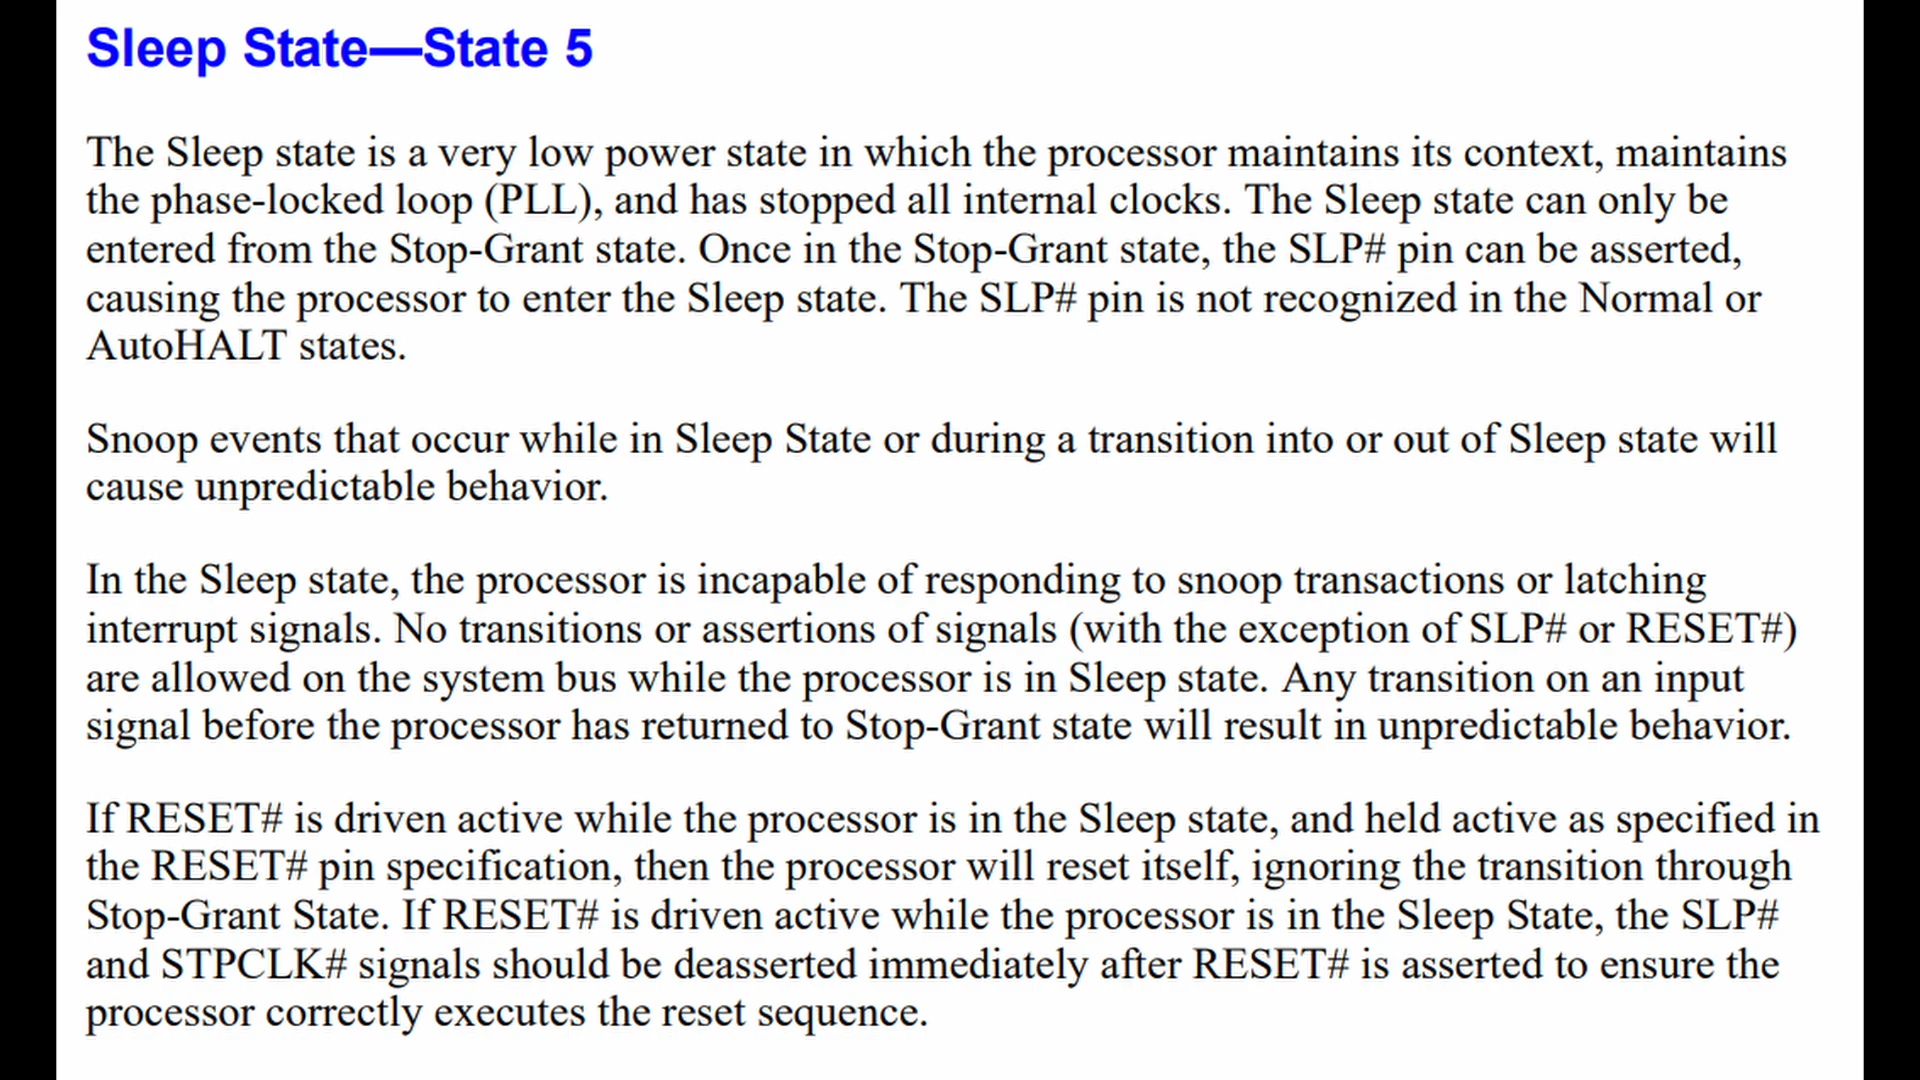 Sleep State—State 5
The Sleep state is a very low power state in which the processor maintains its context, maintains
the phase-locked loop (PLL), and has stopped all internal clocks. The Sleep state can only be
entered from the Stop-Grant state. Once in the Stop-Grant state, the SLP# pin can be asserted,
causing the processor to enter the Sleep state. The SLP# pin is not recognized in the Normal or
AutoHALT states.
Snoop events that occur while in Sleep State or during a transition into or out of Sleep state will
cause unpredictable behavior.
In the Sleep state, the processor is incapable of responding to snoop transactions or latching
interrupt signals. No transitions or assertions of signals (with the exception of SLP# or RESET#)
are allowed on the system bus while the processor is in Sleep state. Any transition on an input
signal before the processor has returned to Stop-Grant state will result in unpredictable behavior.
If RESET# is driven active while the processor is in the Sleep state, and held active as specified in
the RESET# pin specification, then the processor will reset itself, ignoring the transition through
Stop-Grant State. If RESET# is driven active while the processor is in the Sleep State, the SLP#
and STPCLK# signals should be deasserted immediately after RESET# is asserted to ensure the
processor correctly executes the reset sequence.